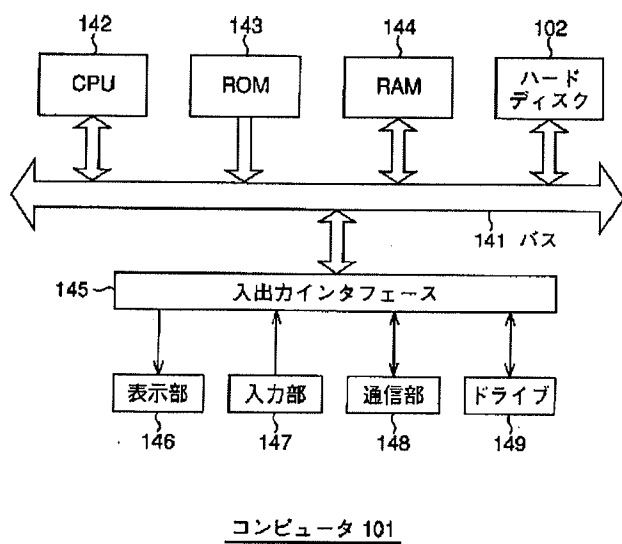 142
143
144
102
CPU
ROM
RAM
ハード
ディスク
141 バス
145
入出力インタフェース
表示部
入力部
通信部
ドライブ
146
147
148
149
コンピュータ 101